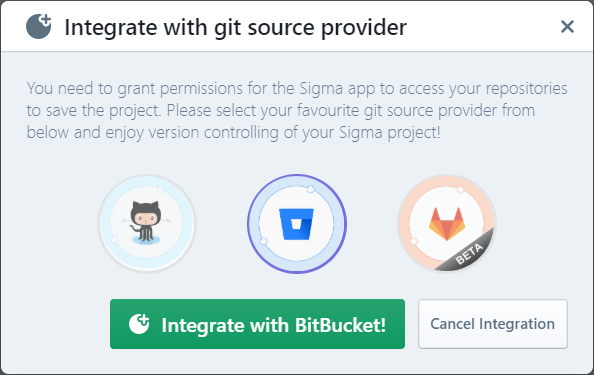 Integrate with git source provider
You need to grant permissions for the Sigma app to access your repositories
to save the project. Please select your favourite git source provider from
below and enjoy version controlling of your Sigma project!
BETA
Integrate with BitBucket!
Cancel Integration